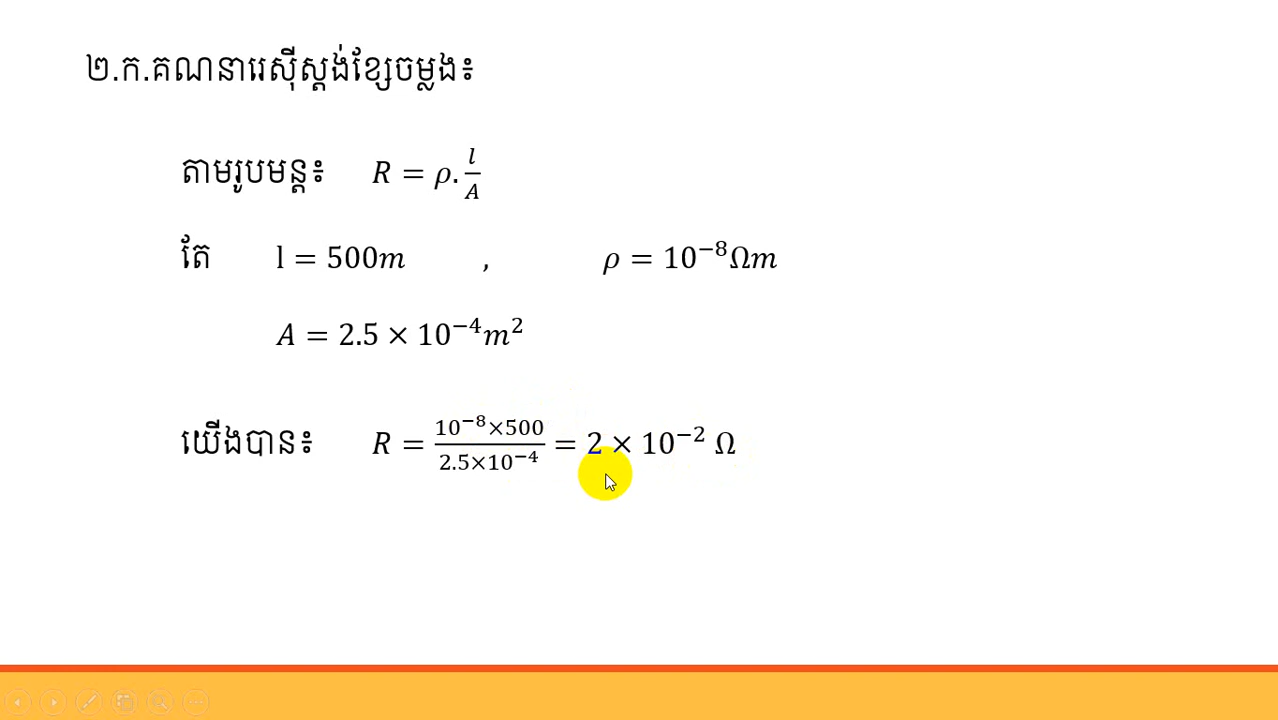 ២.ក.គណនារេស៊ីស្តង់ខ្សែចម្លង៖
តាមរូបមន្ត៖ R = ρ. l/A
តែ l = 500m , ρ = 10⁻⁸Ωm
A = 2.5 × 10⁻⁴m²
យើងបាន៖ R = 10⁻⁸×500/2.5×10⁻⁴ = 2 × 10⁻² Ω